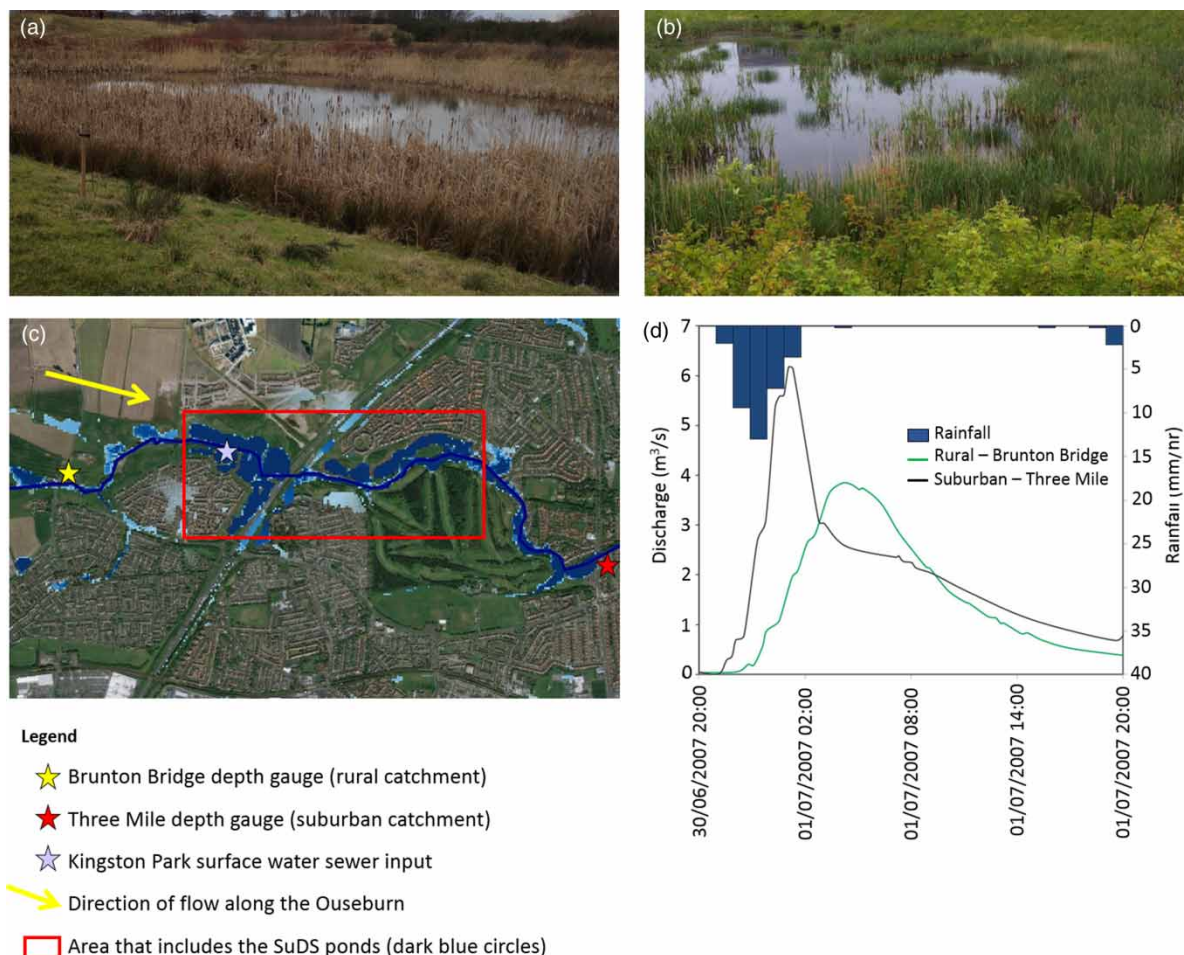 (a)
(b)
(c)
(d)
7
6
5
4
3
2
1
0
Discharge (m³/s)
0
5
10
15
20
25
30
35
40
Rainfall (mm/nr)
Rainfall
Rural – Brunton Bridge
Suburban – Three Mile
30/06/2007 20:00
01/07/2007 02:00
01/07/2007 08:00
01/07/2007 14:00
01/07/2007 20:00
Legend
Brunton Bridge depth gauge (rural catchment)
Three Mile depth gauge (suburban catchment)
Kingston Park surface water sewer input
Direction of flow along the Ouseburn
Area that includes the SuDS ponds (dark blue circles)